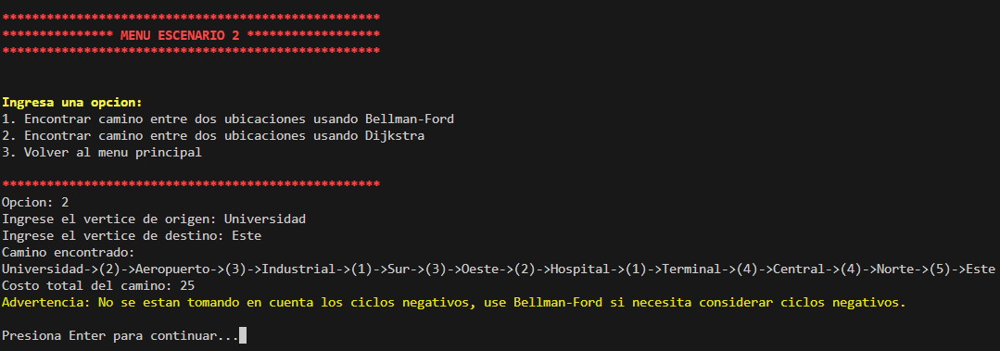 ***************************************************
*************** MENU ESCENARIO 2 ******************
***************************************************
Ingresa una opcion:
1. Encontrar camino entre dos ubicaciones usando Bellman-Ford
2. Encontrar camino entre dos ubicaciones usando Dijkstra
3. Volver al menu principal
***************************************************
Opcion: 2
Ingrese el vertice de origen: Universidad
Ingrese el vertice de destino: Este
Camino encontrado:
Universidad->(2)->Aeropuerto->(3)->Industrial->(1)->Sur->(3)->Oeste->(2)->Hospital->(1)->Terminal->(4)->Central->(4)->Norte->(5)->Este
Costo total del camino: 25
Advertencia: No se estan tomando en cuenta los ciclos negativos, use Bellman-Ford si necesita considerar ciclos negativos.
Presiona Enter para continuar...